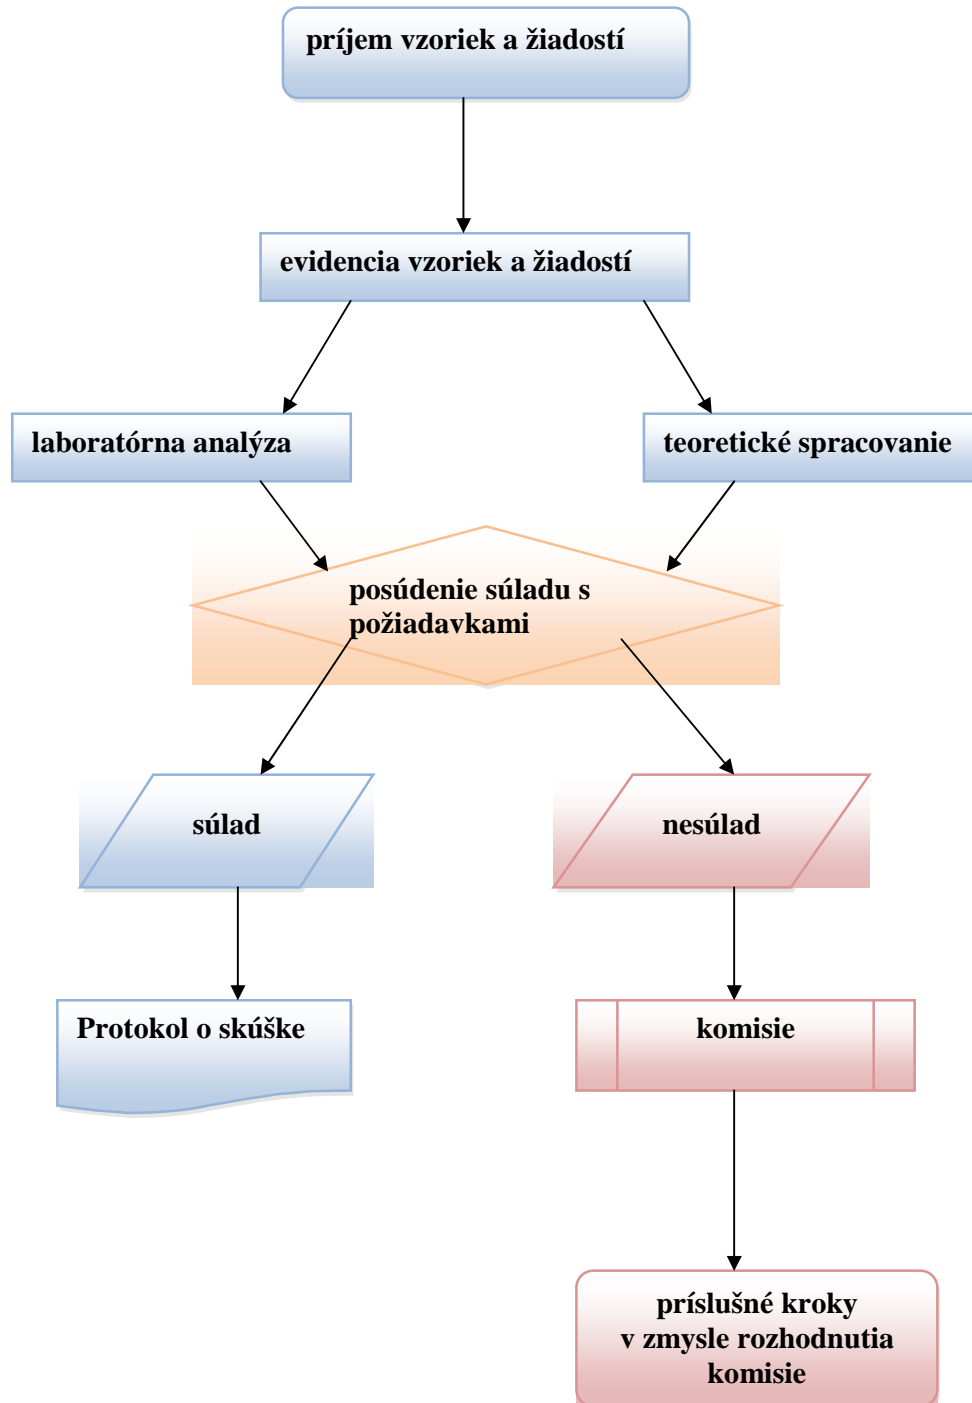 príjem vzoriek a žiadostí
evidencia vzoriek a žiadostí
laboratórna analýza
teoretické spracovanie
posúdenie súladu s
požiadavkami
súlad
nesúlad
Protokol o skúške
komisie
príslušné kroky
v zmysle rozhodnutia
komisie